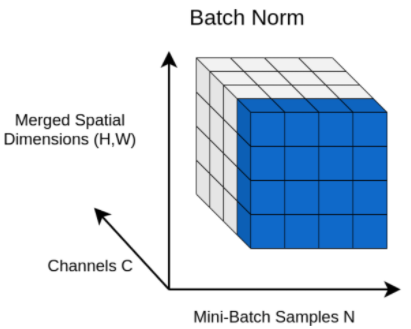 Batch Norm
Merged Spatial
Dimensions (H,W)
Channels C
Mini-Batch Samples N